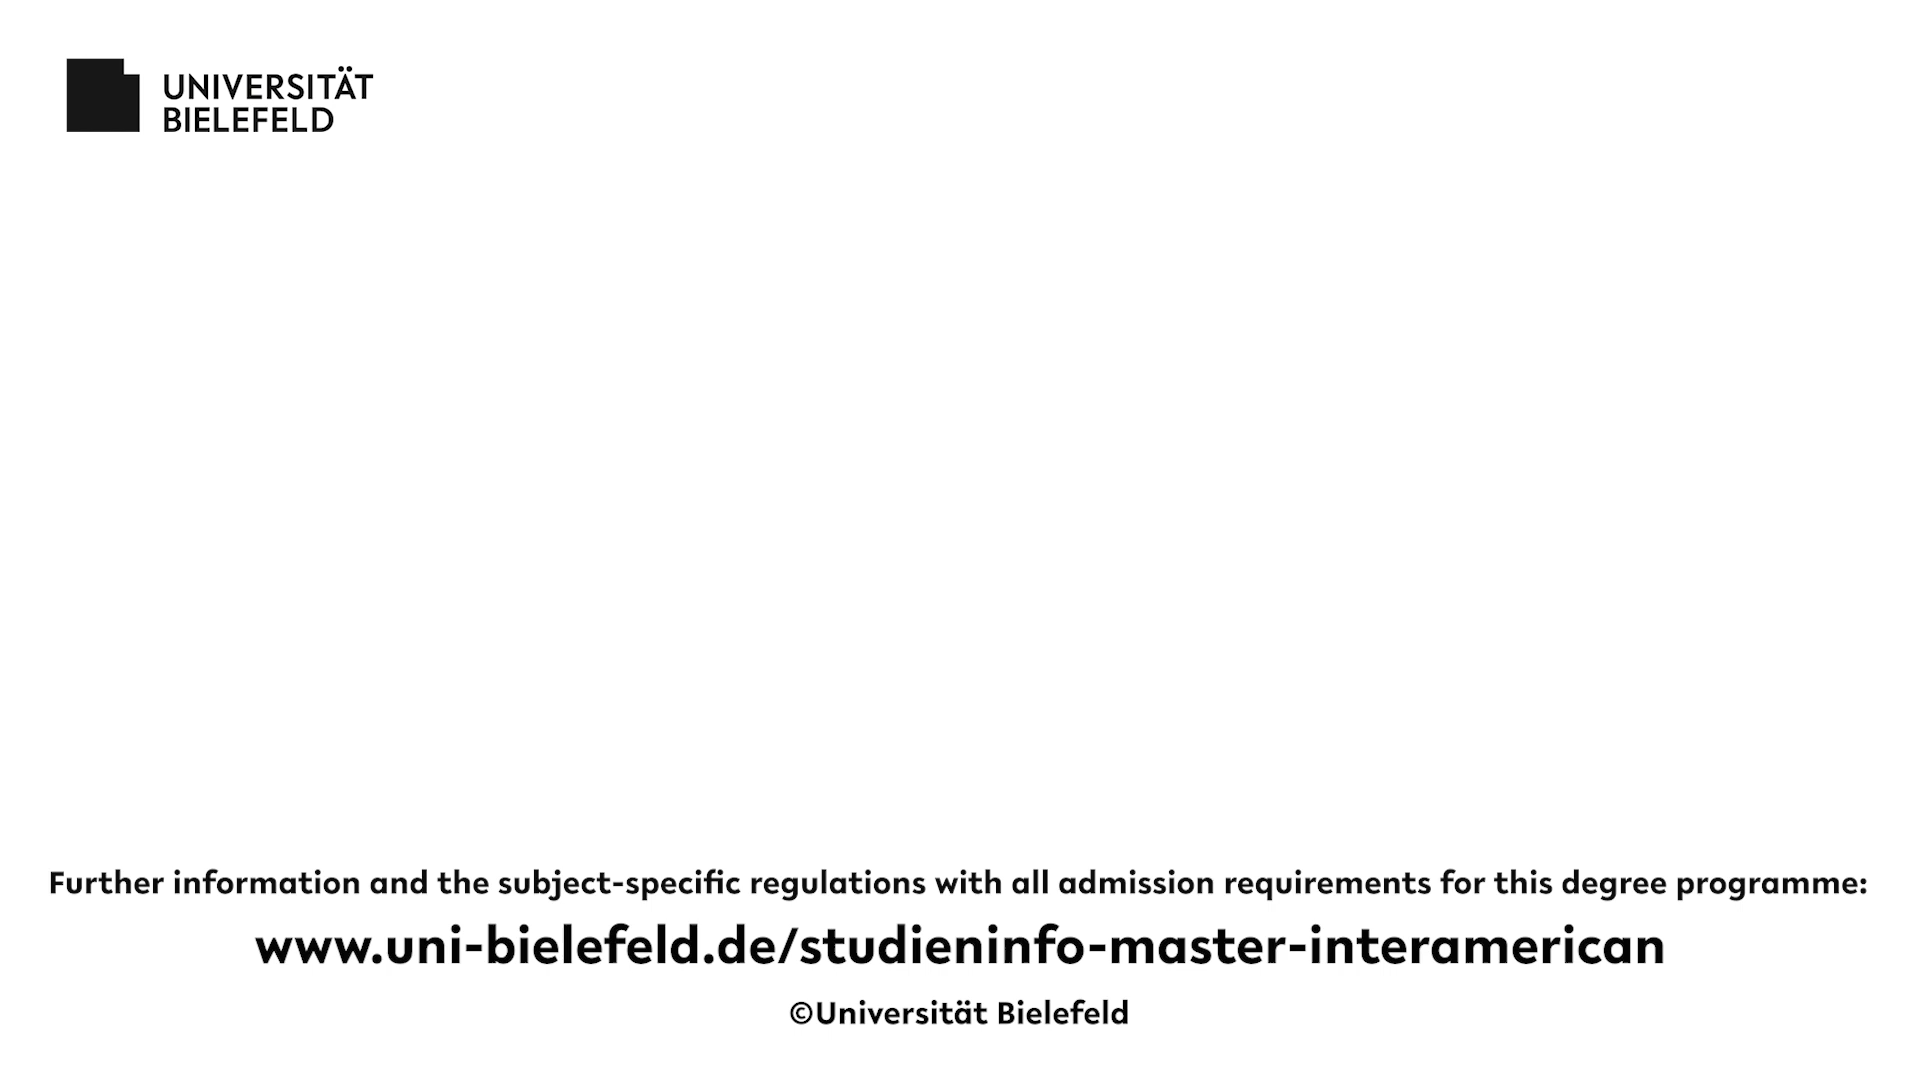 UNIVERSITÄT
BIELEFELD
Further information and the subject-specific regulations with all admission requirements for this degree programme:
www.uni-bielefeld.de/studieninfo-master-interamerican
©Universität Bielefeld